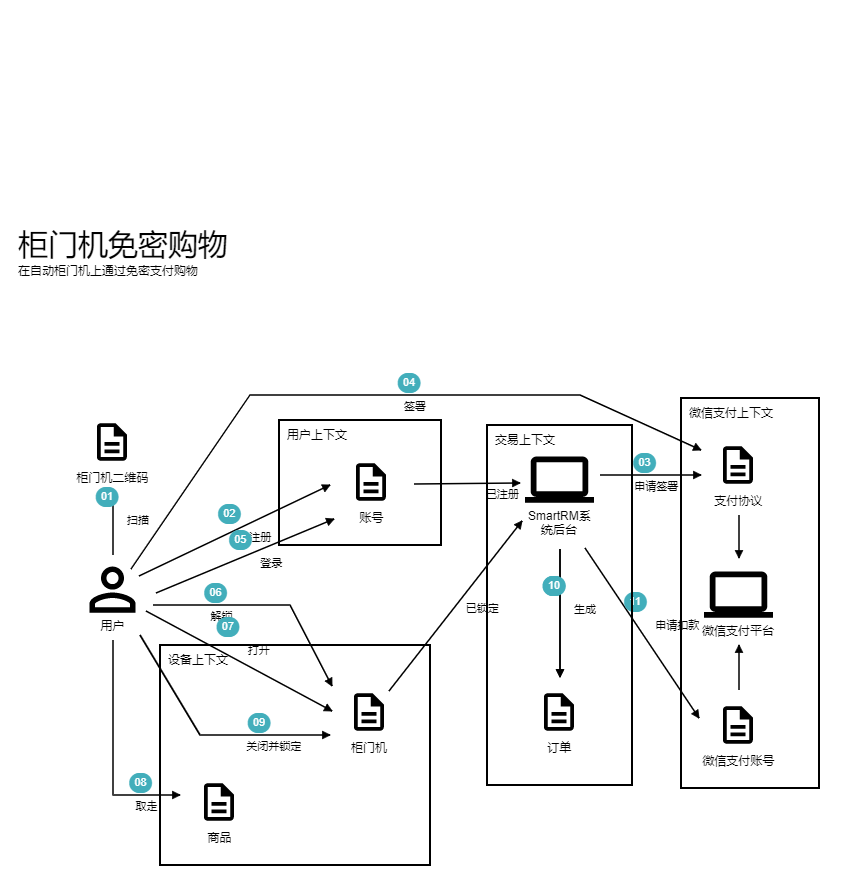 柜门机免密购物
在自动柜门机上通过免密支付购物
04
签署
微信支付上下文
用户上下文
交易上下文
柜门机二维码
01
扫描
02
注册
账号
已注册
SmartRM系
统后台
03
申请签署
支付协议
05
登录
用户
06
解锁
07
打开
已锁定
10
生成
11
申请扣款
微信支付平台
设备上下文
09
关闭并锁定
柜门机
订单
微信支付账号
08
取走
商品